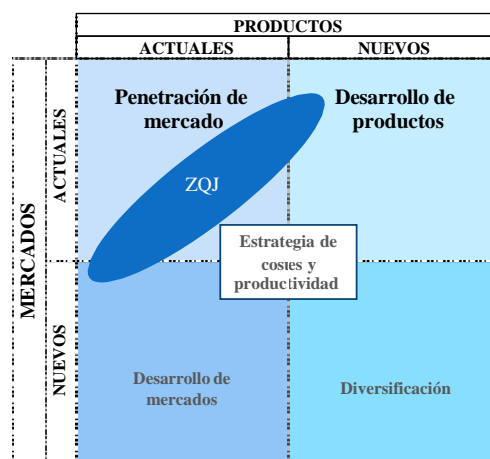 PRODUCTOS
ACTUALES
NUEVOS
MERCADOS
ACTUALES
NUEVOS
Penetración de
mercado
Desarrollo de
productos
ZQJ
Estrategia de
costes y
productividad
Desarrollo de
mercados
Diversificación